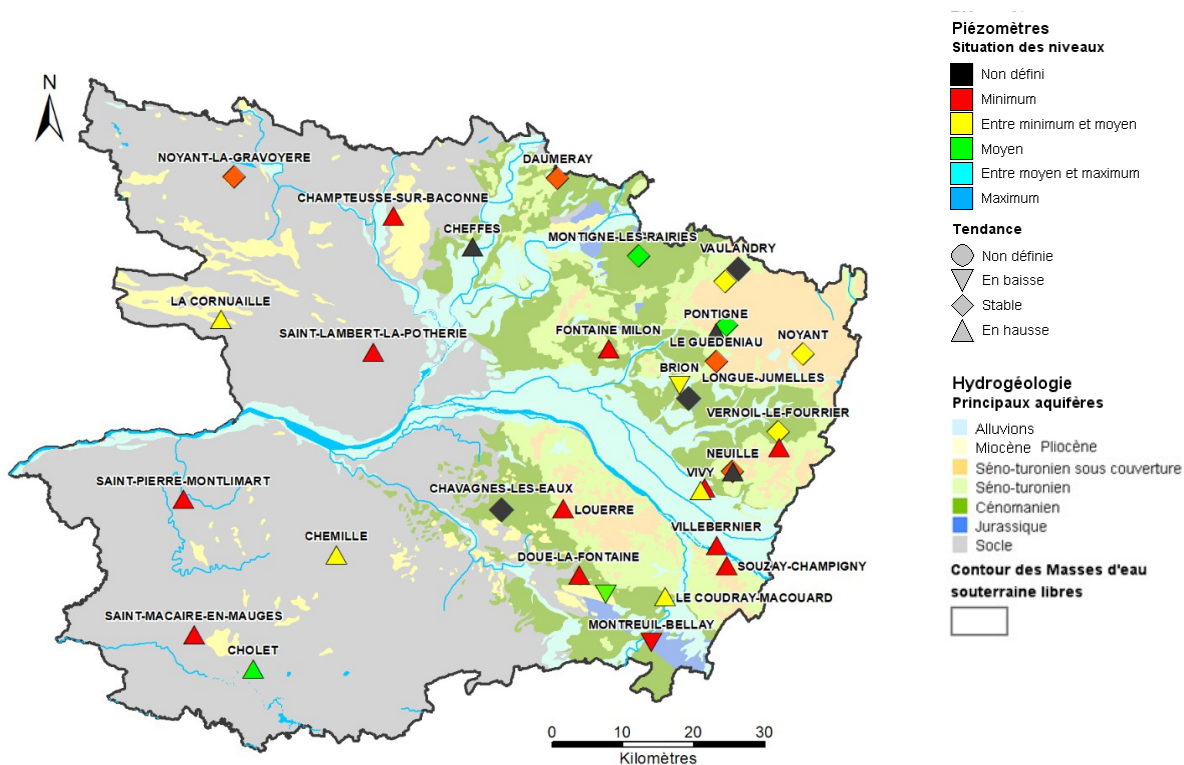 Piézomètres
Situation des niveaux
Non défini
Minimum
Entre minimum et moyen
Moyen
Entre moyen et maximum
Maximum
Tendance
Non définie
En baisse
Stable
En hausse
Hydrogéologie
Principaux aquifères
Alluvions
Miocène Pliocène
Séno-turonien sous couverture
Séno-turonien
Cénomanien
Jurassique
Socle
Contour des Masses d'eau
souterraine libres
N
NOYANT-LA-GRAVOYERE
DAUMERAY
CHAMPTEUSSE-SUR-BACONNE
CHEFFES
MONTIGNE-LES-RAIRIES
VAULANDRY
LA CORNUAILLE
PONTIGNE
SAINT-LAMBERT-LA-POTHERIE
FONTAINE MILON
NOYANT
LE GUEDENIAU
BRION
LONGUE-JUMELLES
VERNOIL-LE-FOURRIER
NEUILLE
VIVY
SAINT-PIERRE-MONTLIMART
CHAVAGNES-LES-EAUX
LOUERRE
VILLEBERNIER
CHEMILLE
DOUE-LA-FONTAINE
SOUZAY-CHAMPIGNY
LE COUDRAY-MACOUARD
SAINT-MACAIRE-EN-MAUGES
MONTREUIL-BELLAY
CHOLET
0 10 20 30
Kilomètres